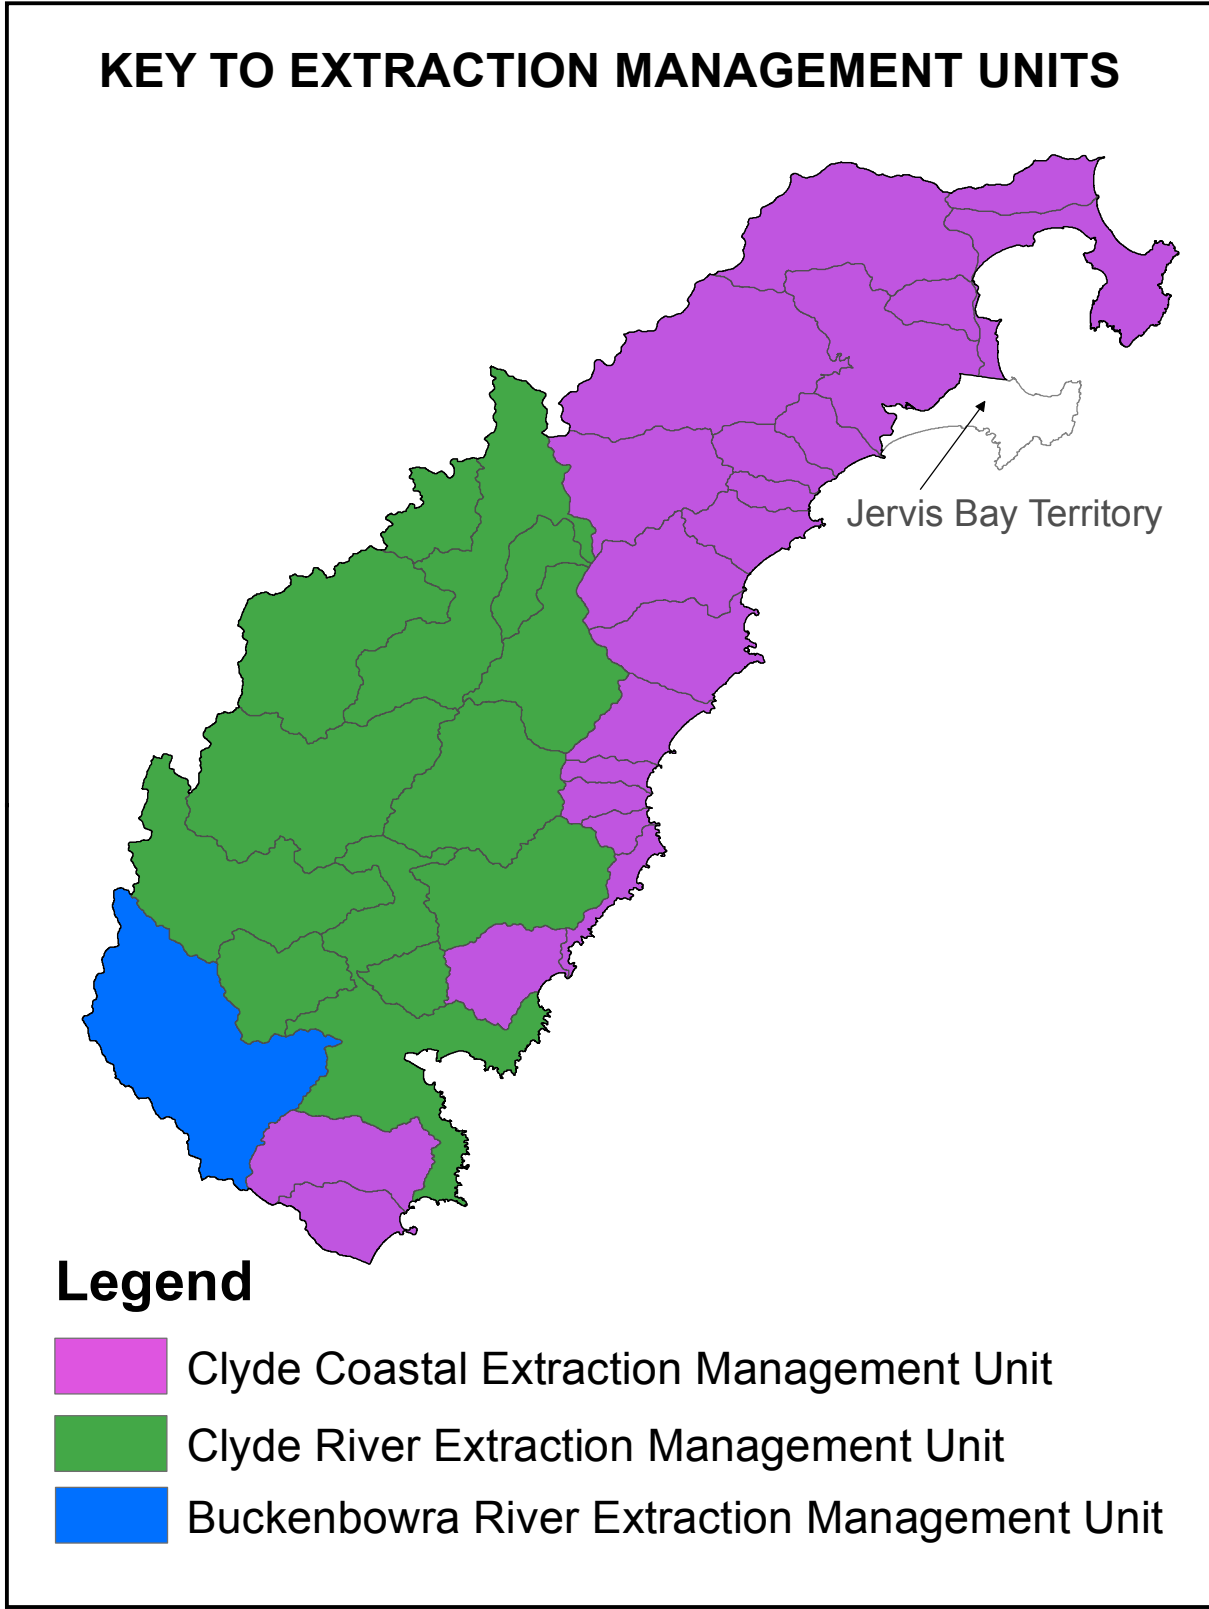 KEY TO EXTRACTION MANAGEMENT UNITS
Jervis Bay Territory
Legend
Clyde Coastal Extraction Management Unit
Clyde River Extraction Management Unit
Buckenbowra River Extraction Management Unit